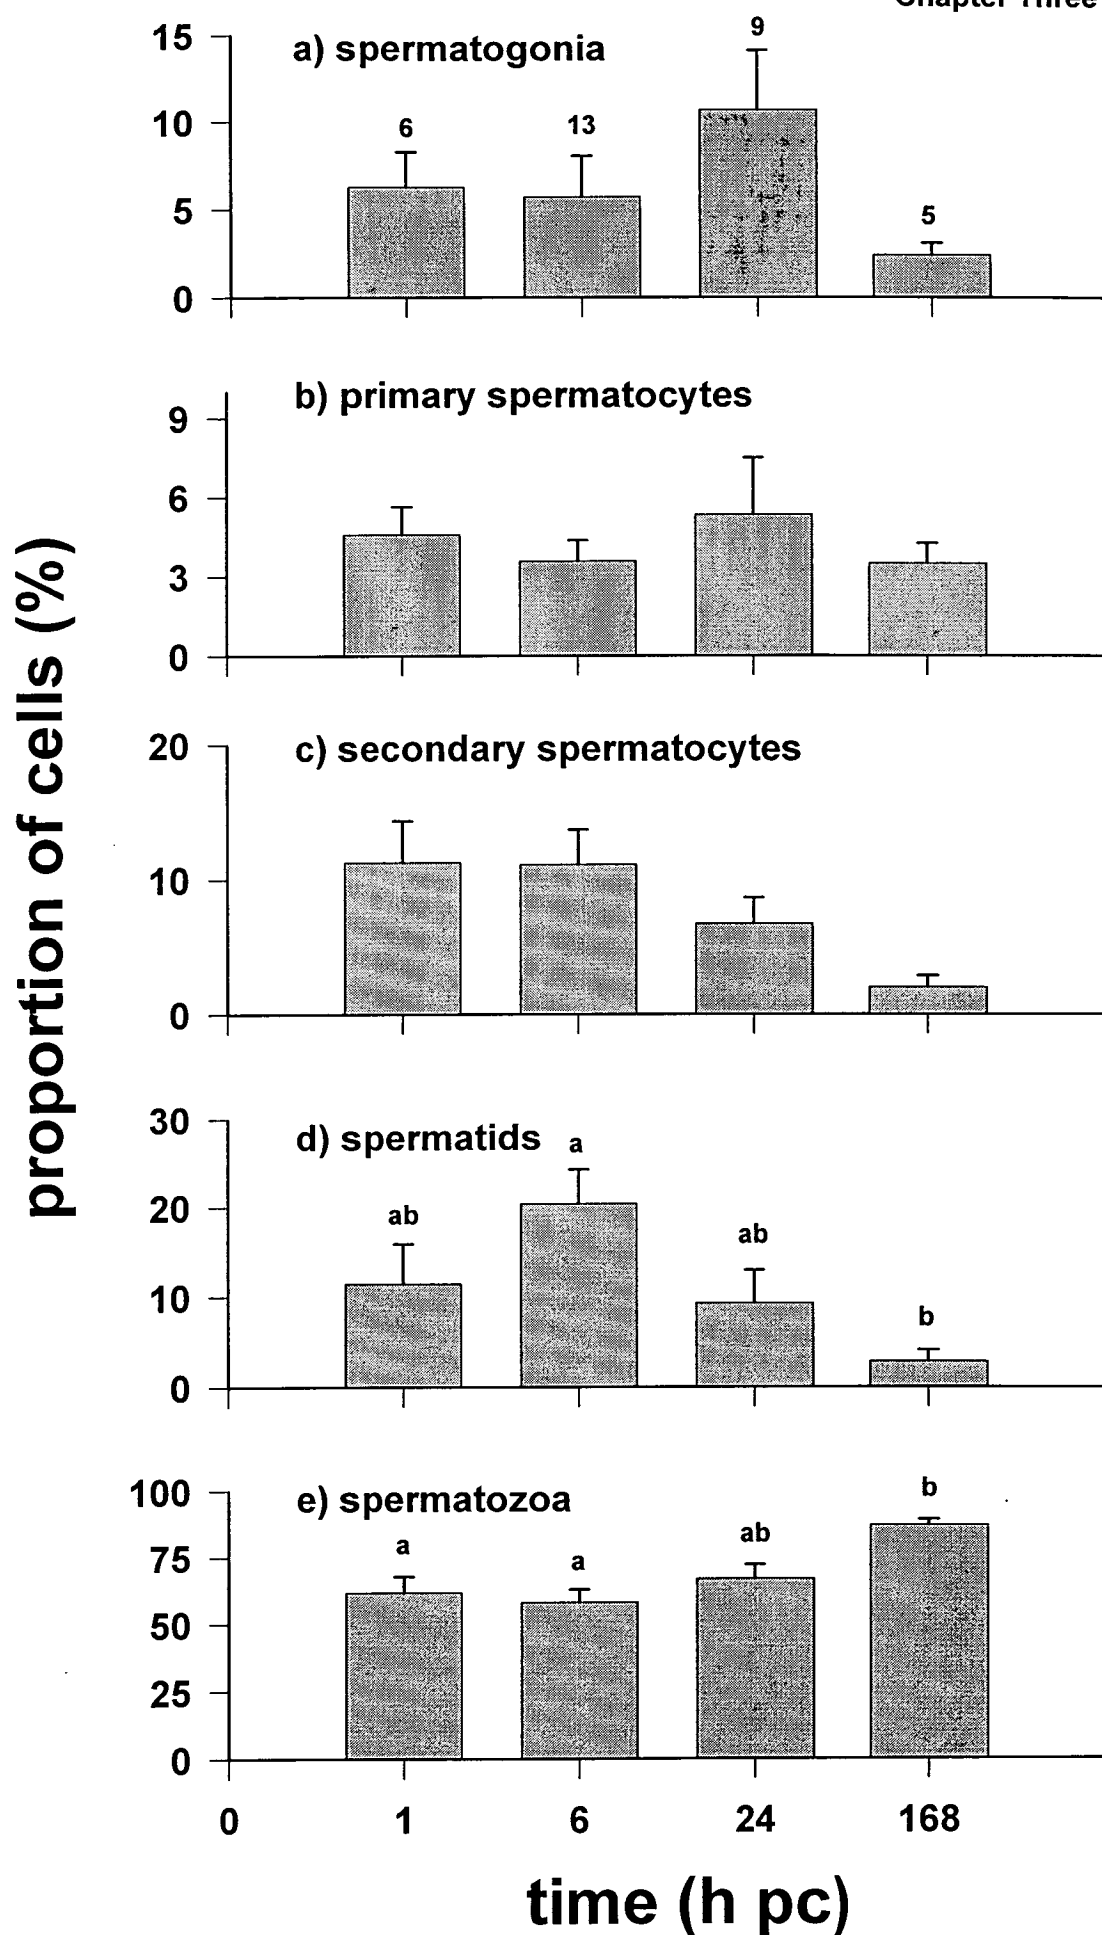 Chapter Three
a) spermatogonia
15
10
5
0
6
13
9
5
b) primary spermatocytes
9
6
3
0
c) secondary spermatocytes
20
10
0
d) spermatids
30
20
10
0
ab
a
ab
b
e) spermatozoa
100
75
50
25
0
a
a
ab
b
0 1 6 24 168
time (h pc)
proportion of cells (%)